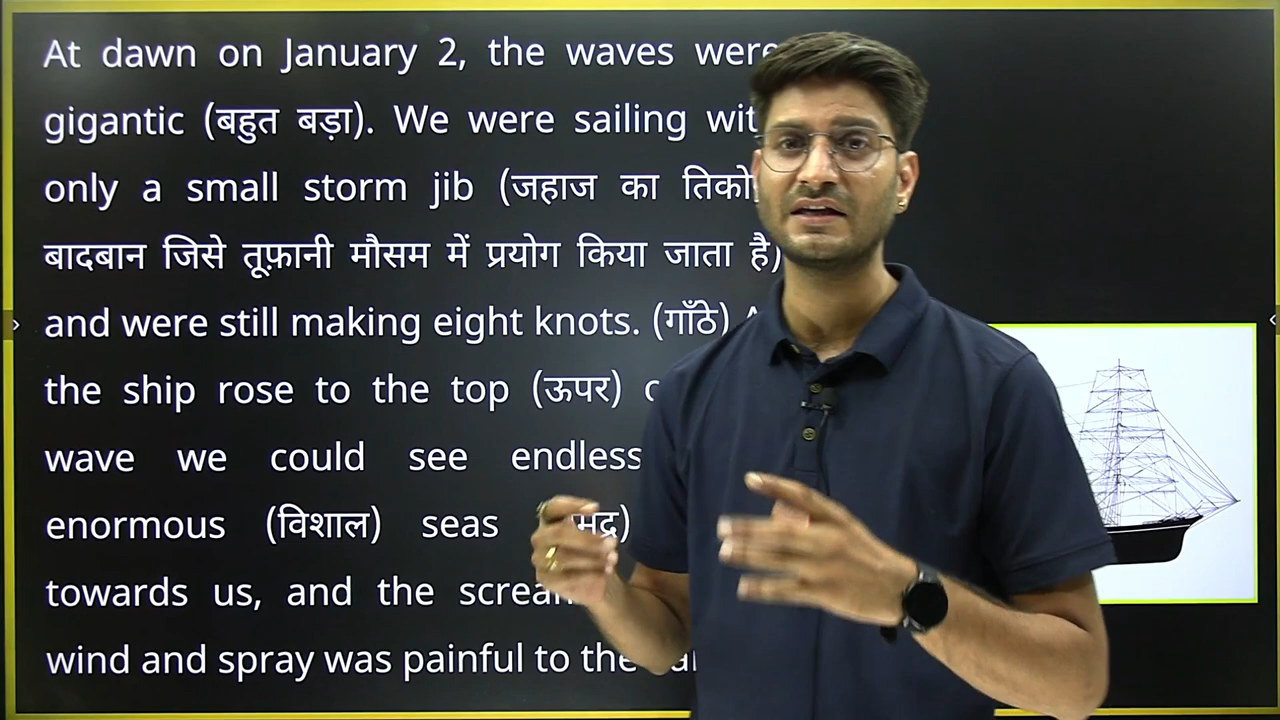 At dawn on January 2, the waves were
gigantic (बहुत बड़ा). We were sailing
only a small storm jib (जहाज का
बादबान जिसे तूफ़ानी मौसम में प्रयोग किया जाता है)
and were still making eight knots. (गाँठे)
the ship rose to the top (ऊपर)
wave we could see endless
enormous (विशाल) seas
towards us, and the
wind and spray was painful to the